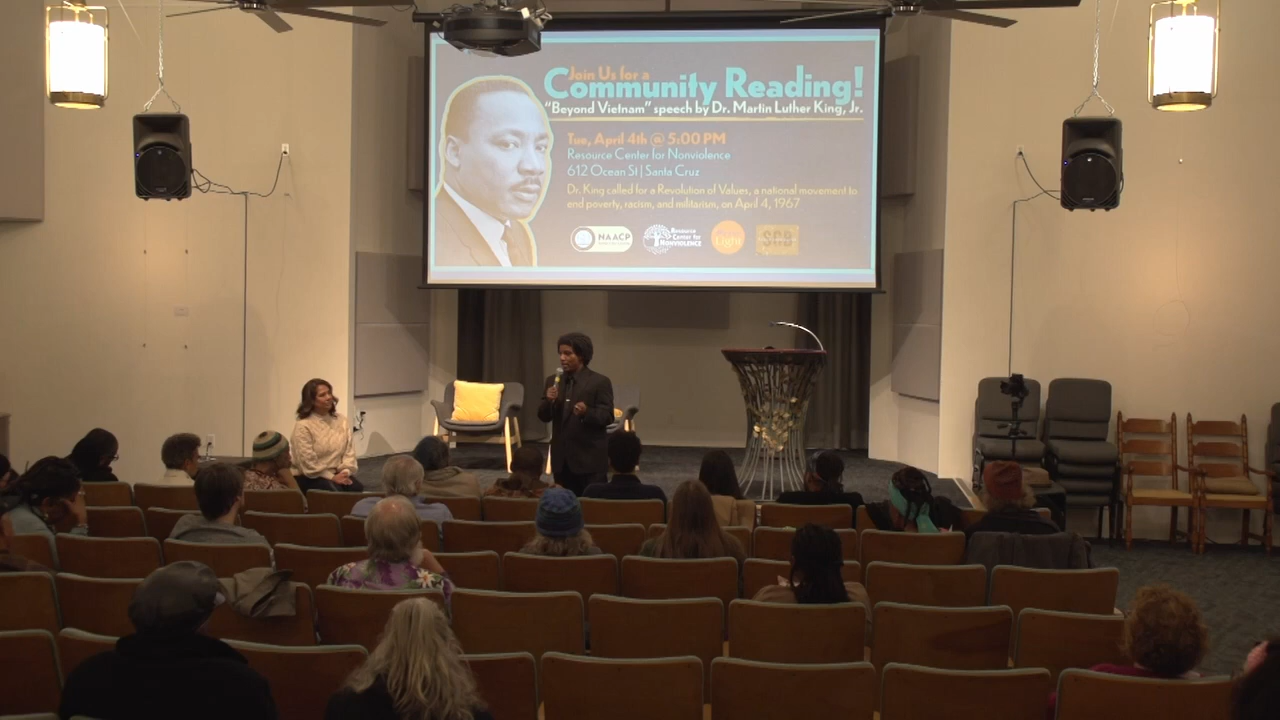 Join Us for a
Community Reading!
"Beyond Vietnam" speech by Dr. Martin Luther King, Jr.
Tue, April 4th @ 5:00 PM
Resource Center for Nonviolence
612 Ocean St | Santa Cruz
Dr. King called for a Revolution of Values, a national movement to
end poverty, racism, and militarism, on April 4, 1967
NAACP
Resource
Center for
NONVIOLENCE
Light
SCB